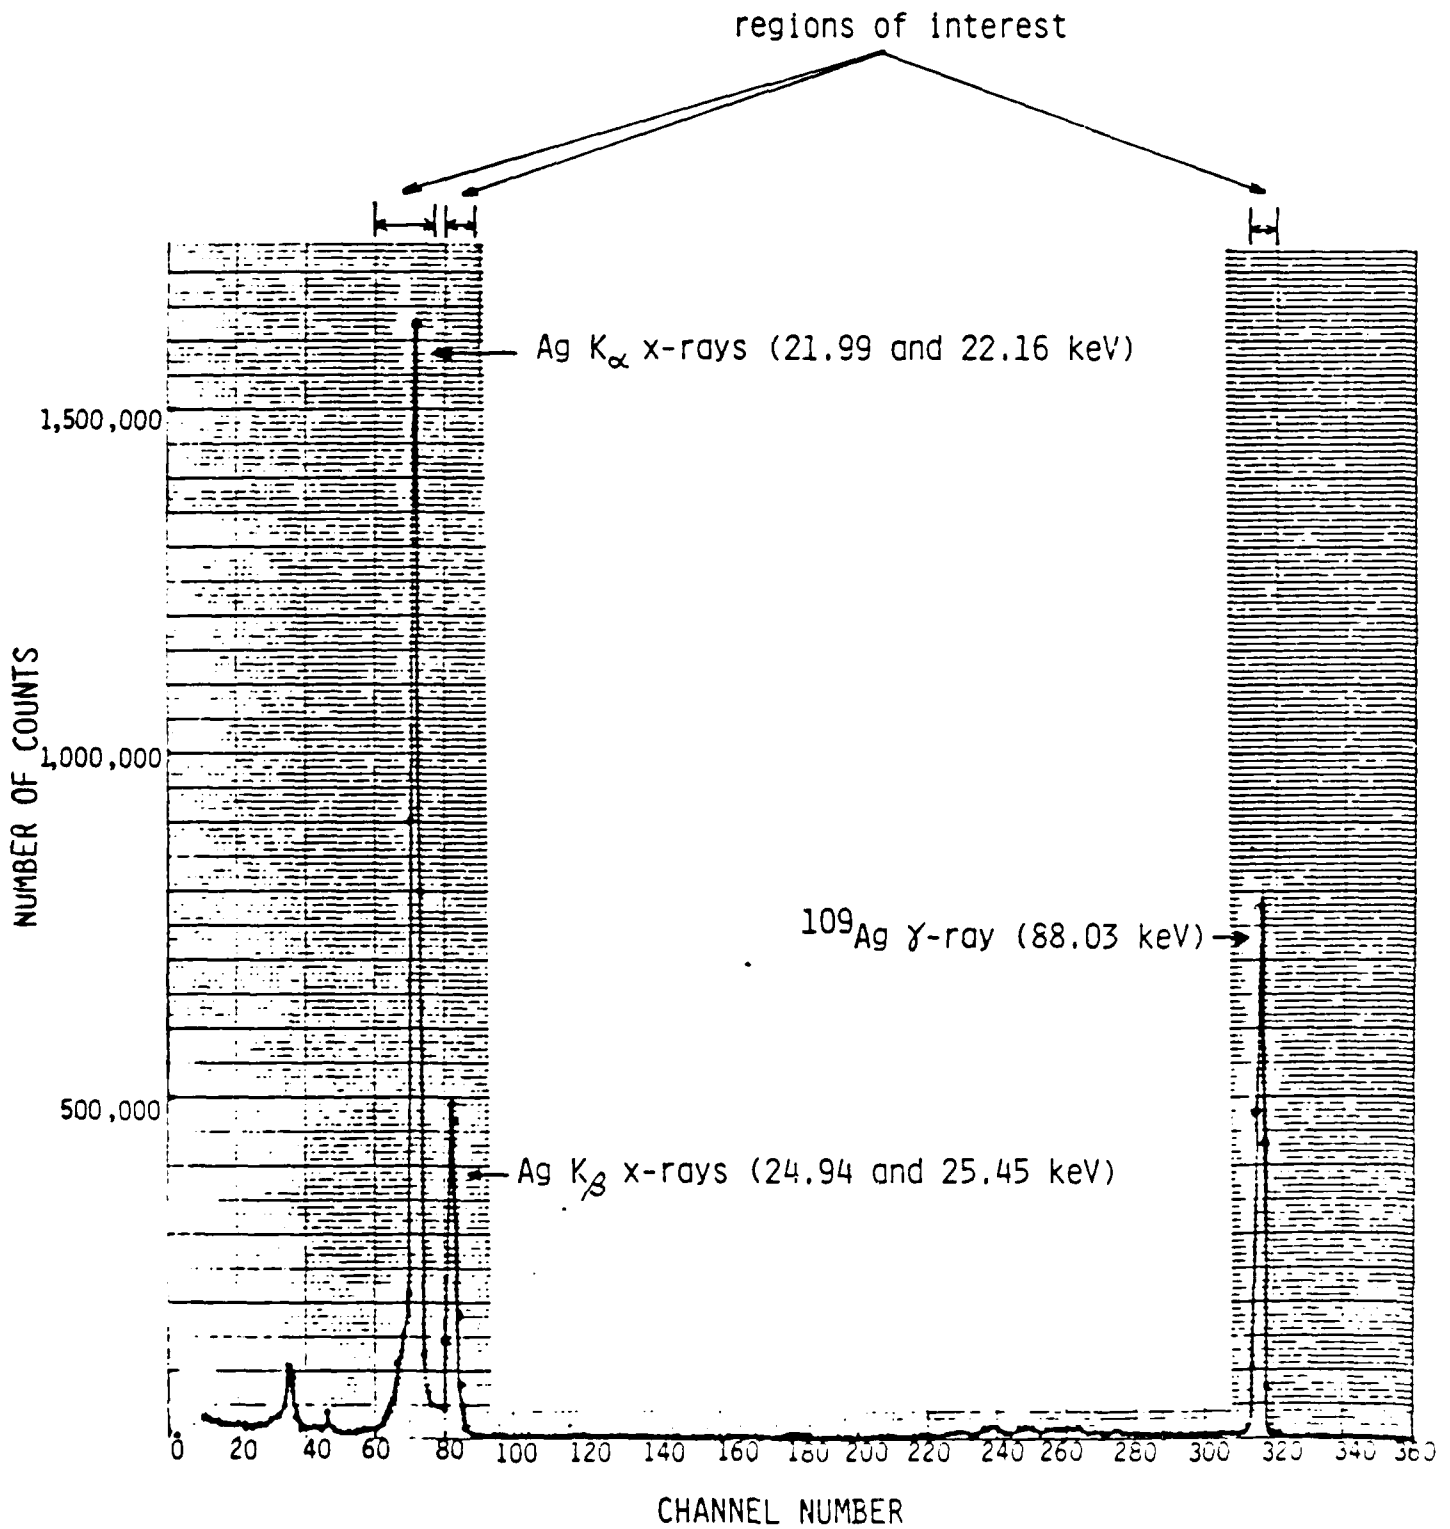 regions of interest
Ag Kα x-rays (21.99 and 22.16 keV)
1,500,000
NUMBER OF COUNTS
1,000,000
109Ag γ-ray (88.03 keV)
500,000
Ag Kβ x-rays (24.94 and 25.45 keV)
0 20 40 60 80 100 120 140 160 180 200 220 240 260 280 300 320 340 360
CHANNEL NUMBER